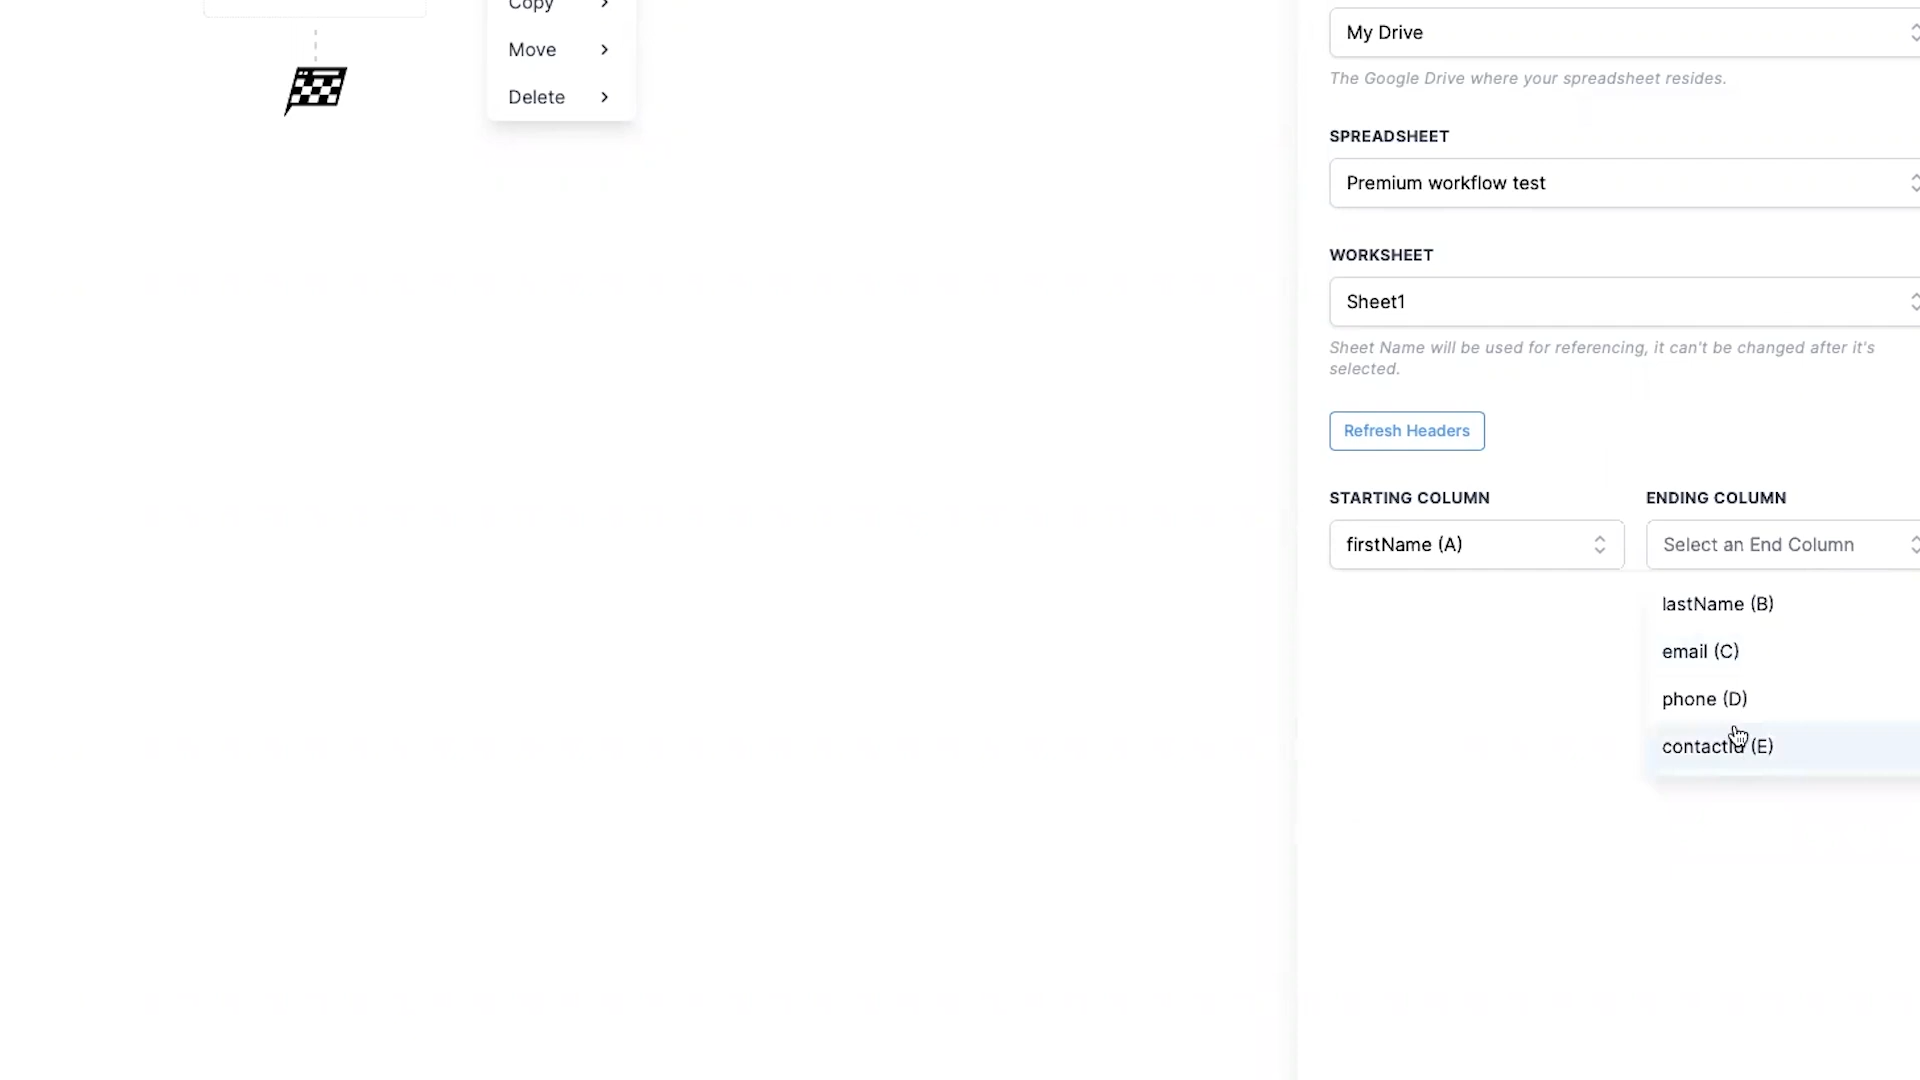 Copy
Move
Delete
My Drive
The Google Drive where your spreadsheet resides.
SPREADSHEET
Premium workflow test
WORKSHEET
Sheet1
Sheet Name will be used for referencing, it can't be changed after it's
selected.
Refresh Headers
STARTING COLUMN
firstName (A)
ENDING COLUMN
Select an End Column
lastName (B)
email (C)
phone (D)
contactId (E)